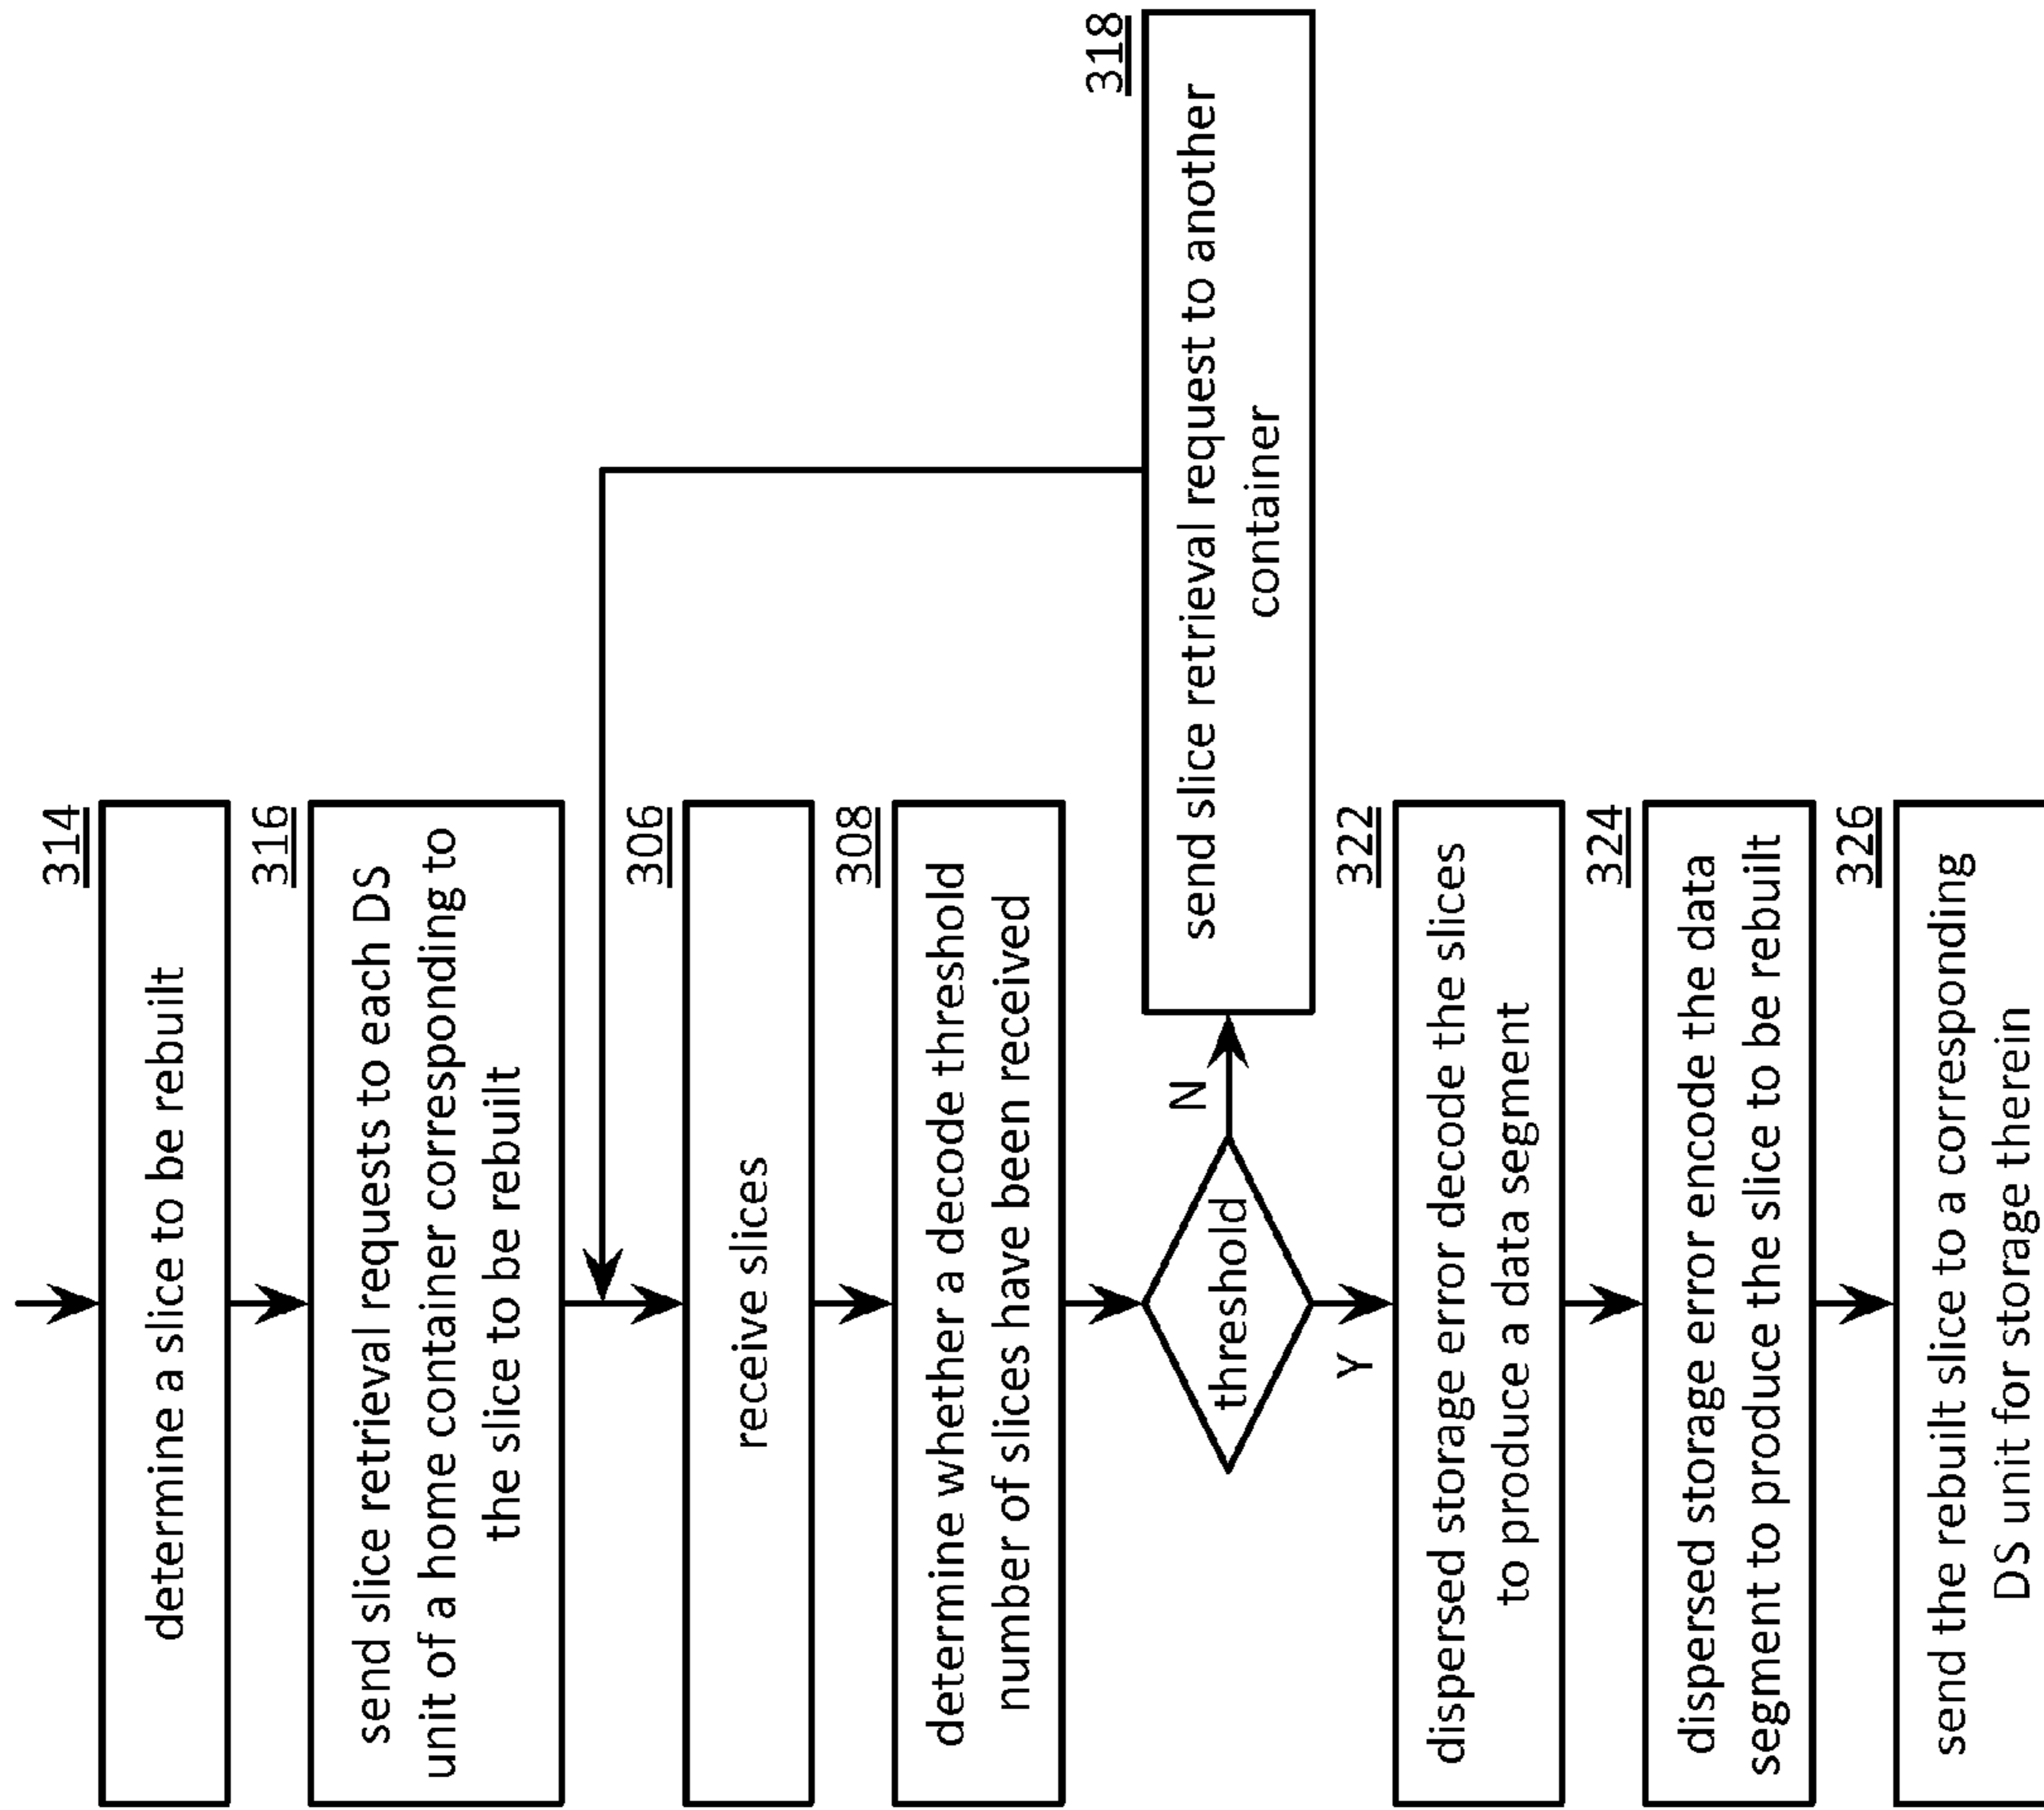 314
determine a slice to be rebuilt
316
send slice retrieval requests to each DS
unit of a home container corresponding to
the slice to be rebuilt
306
receive slices
308
determine whether a decode threshold
number of slices have been received
threshold
N
318
send slice retrieval request to another
container
Y
322
dispersed storage error decode the slices
to produce a data segment
324
dispersed storage error encode the data
segment to produce the slice to be rebuilt
326
send the rebuilt slice to a corresponding
DS unit for storage therein